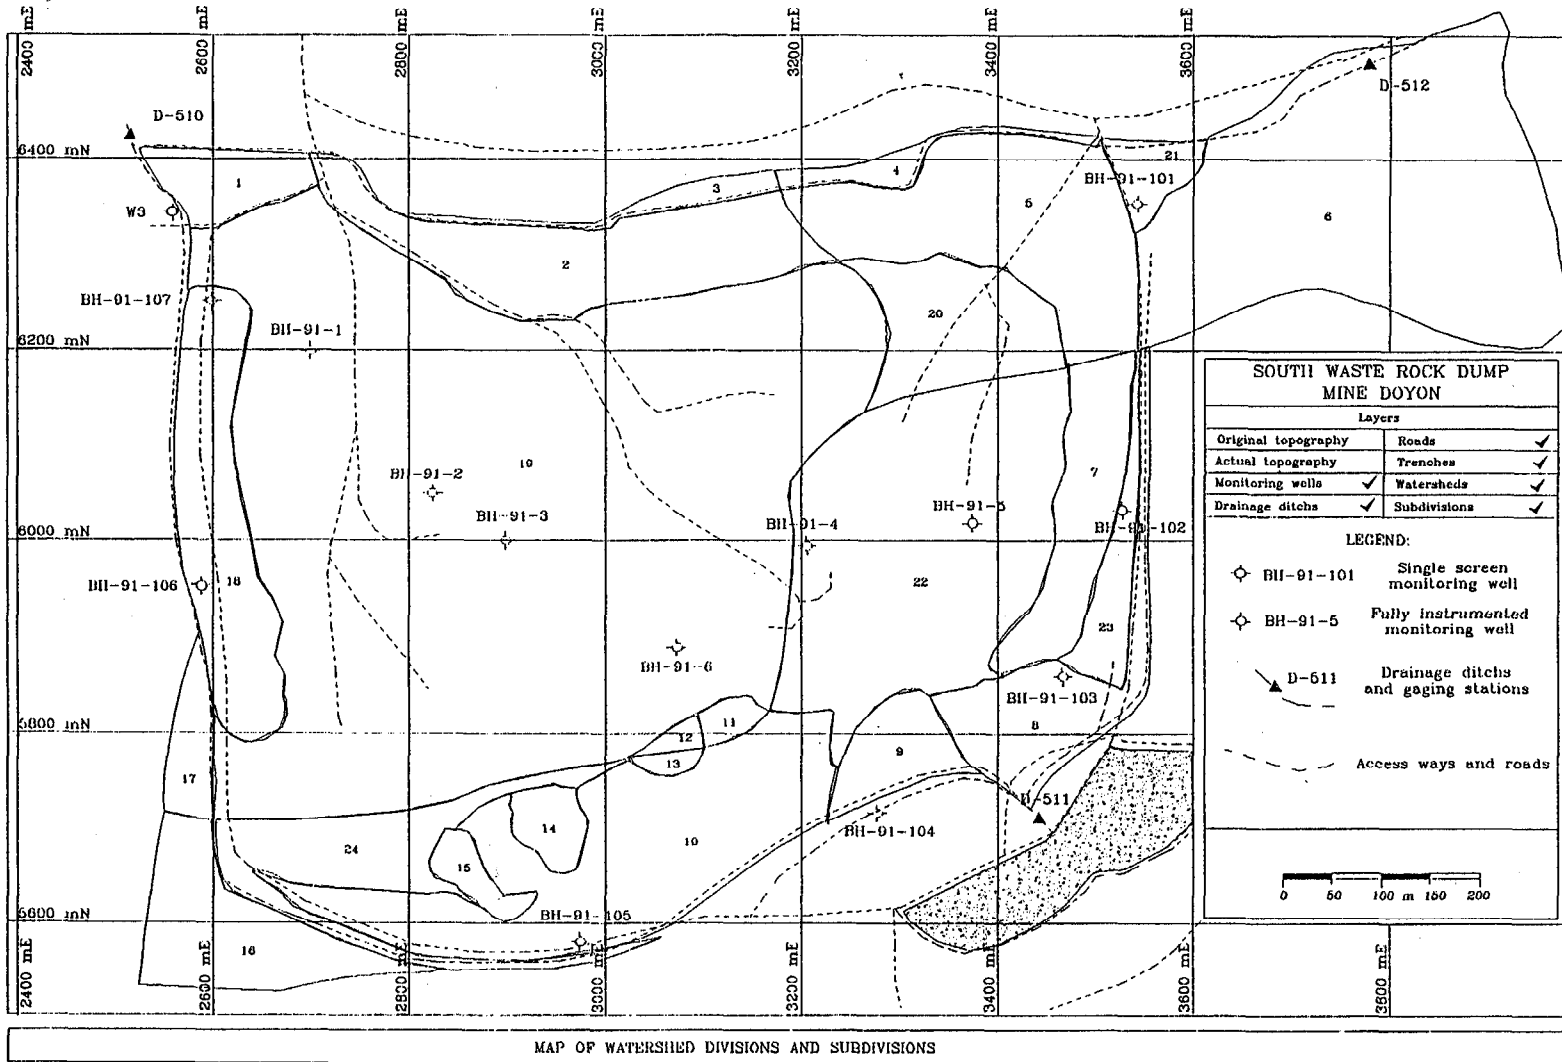 2400 mE
2600 mE
2800 mE
3000 mE
3200 mE
3400 mE
3600 mE
D-512
D-510
6400 mN
21
BH-91-101
1
3
4
W3
5
6
2
BH-91-107
20
BH-91-1
6200 mN
SOUTH WASTE ROCK DUMP
MINE DOYON
Layers
Original topography Roads ✓
Actual topography Trenches ✓
Monitoring wells ✓ Watersheds ✓
Drainage ditchs ✓ Subdivisions ✓
19
BH-91-2
7
BH-91-3
BH-91-4
BH-91-5
BH-91-102
6000 mN
LEGEND:
BH-91-101 Single screen
monitoring well
BH-91-5 Fully instrumented
monitoring well
D-511 Drainage ditchs
and gaging stations
Access ways and roads
BH-91-106
18
22
23
BH-91-6
BH-91-103
5800 mN
11
12
13
8
9
17
D-511
14
BH-91-104
24
10
15
0 50 100 m 150 200
5600 mN
BH-91-105
16
2400 mE
2600 mE
2800 mE
3000 mE
3200 mE
3400 mE
3600 mE
3800 mE
MAP OF WATERSHED DIVISIONS AND SUBDIVISIONS